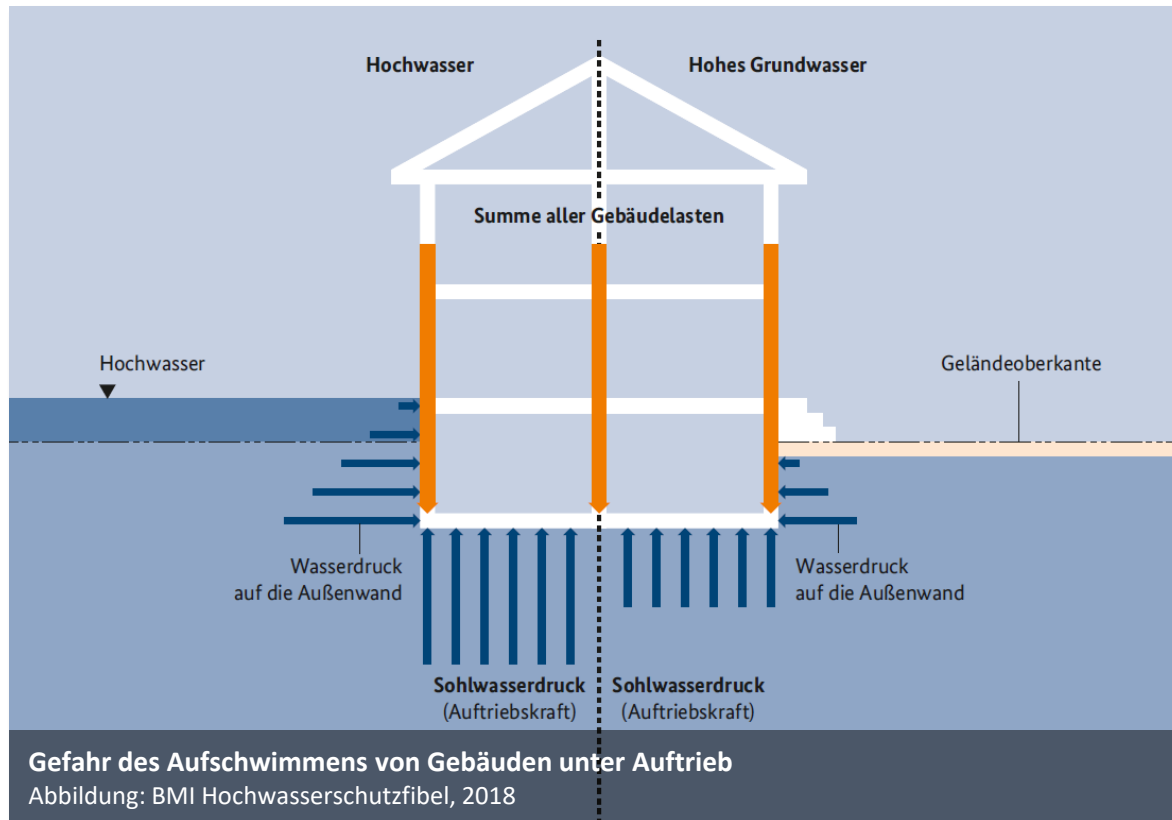 Hochwasser
Hohes Grundwasser
Summe aller Gebäudelasten
Hochwasser
Geländeoberkante
Wasserdruck
auf die Außenwand
Wasserdruck
auf die Außenwand
Sohlwasserdruck
(Auftriebskraft)
Sohlwasserdruck
(Auftriebskraft)
Gefahr des Aufschwimmens von Gebäuden unter Auftrieb
Abbildung: BMI Hochwasserschutzfibel, 2018